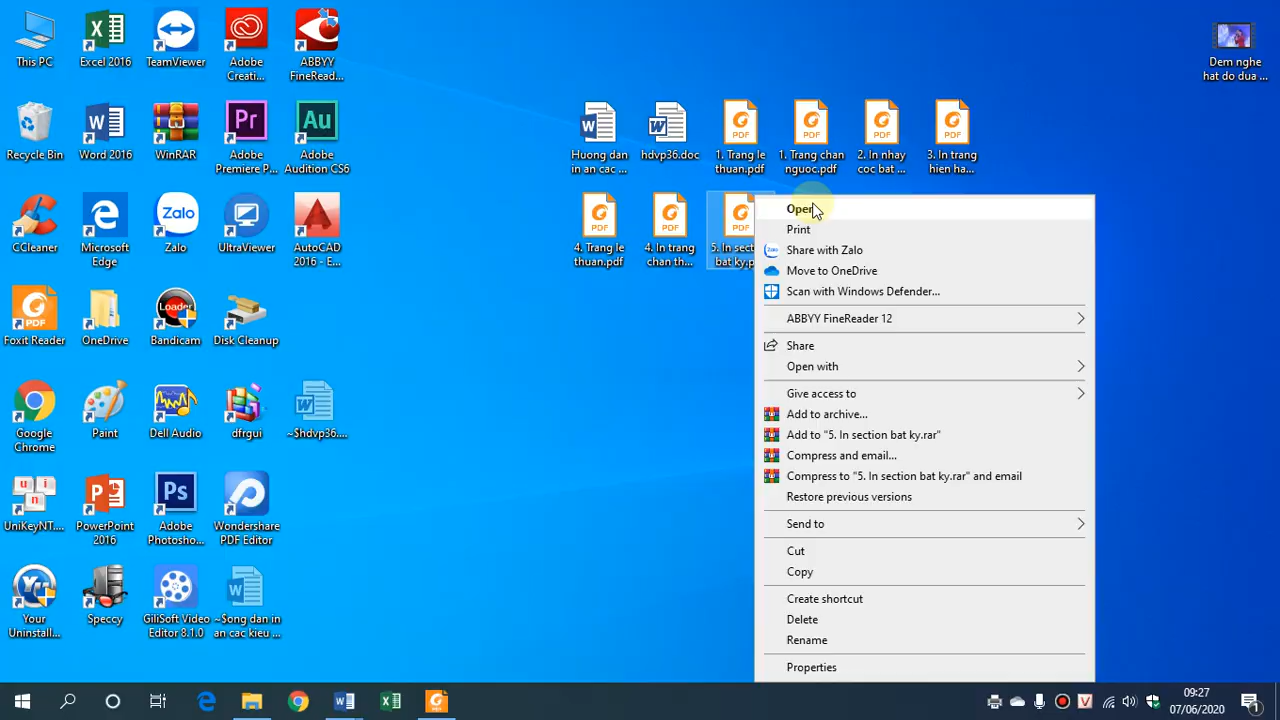 This PC
Excel 2016
TeamViewer
Adobe
Creati...
ABBYY
FineRead...
Dem nghe
hat do dua ...
Recycle Bin
Word 2016
WinRAR
Adobe
Premiere P...
Adobe
Audition CS6
Huong dan
in an cac ...
hdvp36.doc
1. Trang le
thuan.pdf
1. Trang chan
nguoc.pdf
2. In nhay
coc bat ...
3. In trang
hien ha...
CCleaner
Microsoft
Edge
Zalo
UltraViewer
AutoCAD
2016 - E...
4. Trang le
thuan.pdf
4. In trang
chan th...
5. In sect
bat ky.p
Foxit Reader
OneDrive
Bandicam
Disk Cleanup
Google
Chrome
Paint
Dell Audio
dfrgui
~$hdvp36....
UniKeyNT....
PowerPoint
2016
Adobe
Photosho...
Wondershare
PDF Editor
Your
Uninstall...
Speccy
GiliSoft Video
Editor 8.1.0
~$ong dan in
an cac kieu ...
Open
Print
Share with Zalo
Move to OneDrive
Scan with Windows Defender...
ABBYY FineReader 12
Share
Open with
Give access to
Add to archive...
Add to "5. In section bat ky.rar"
Compress and email...
Compress to "5. In section bat ky.rar" and email
Restore previous versions
Send to
Cut
Copy
Create shortcut
Delete
Rename
Properties
09:27
07/06/2020